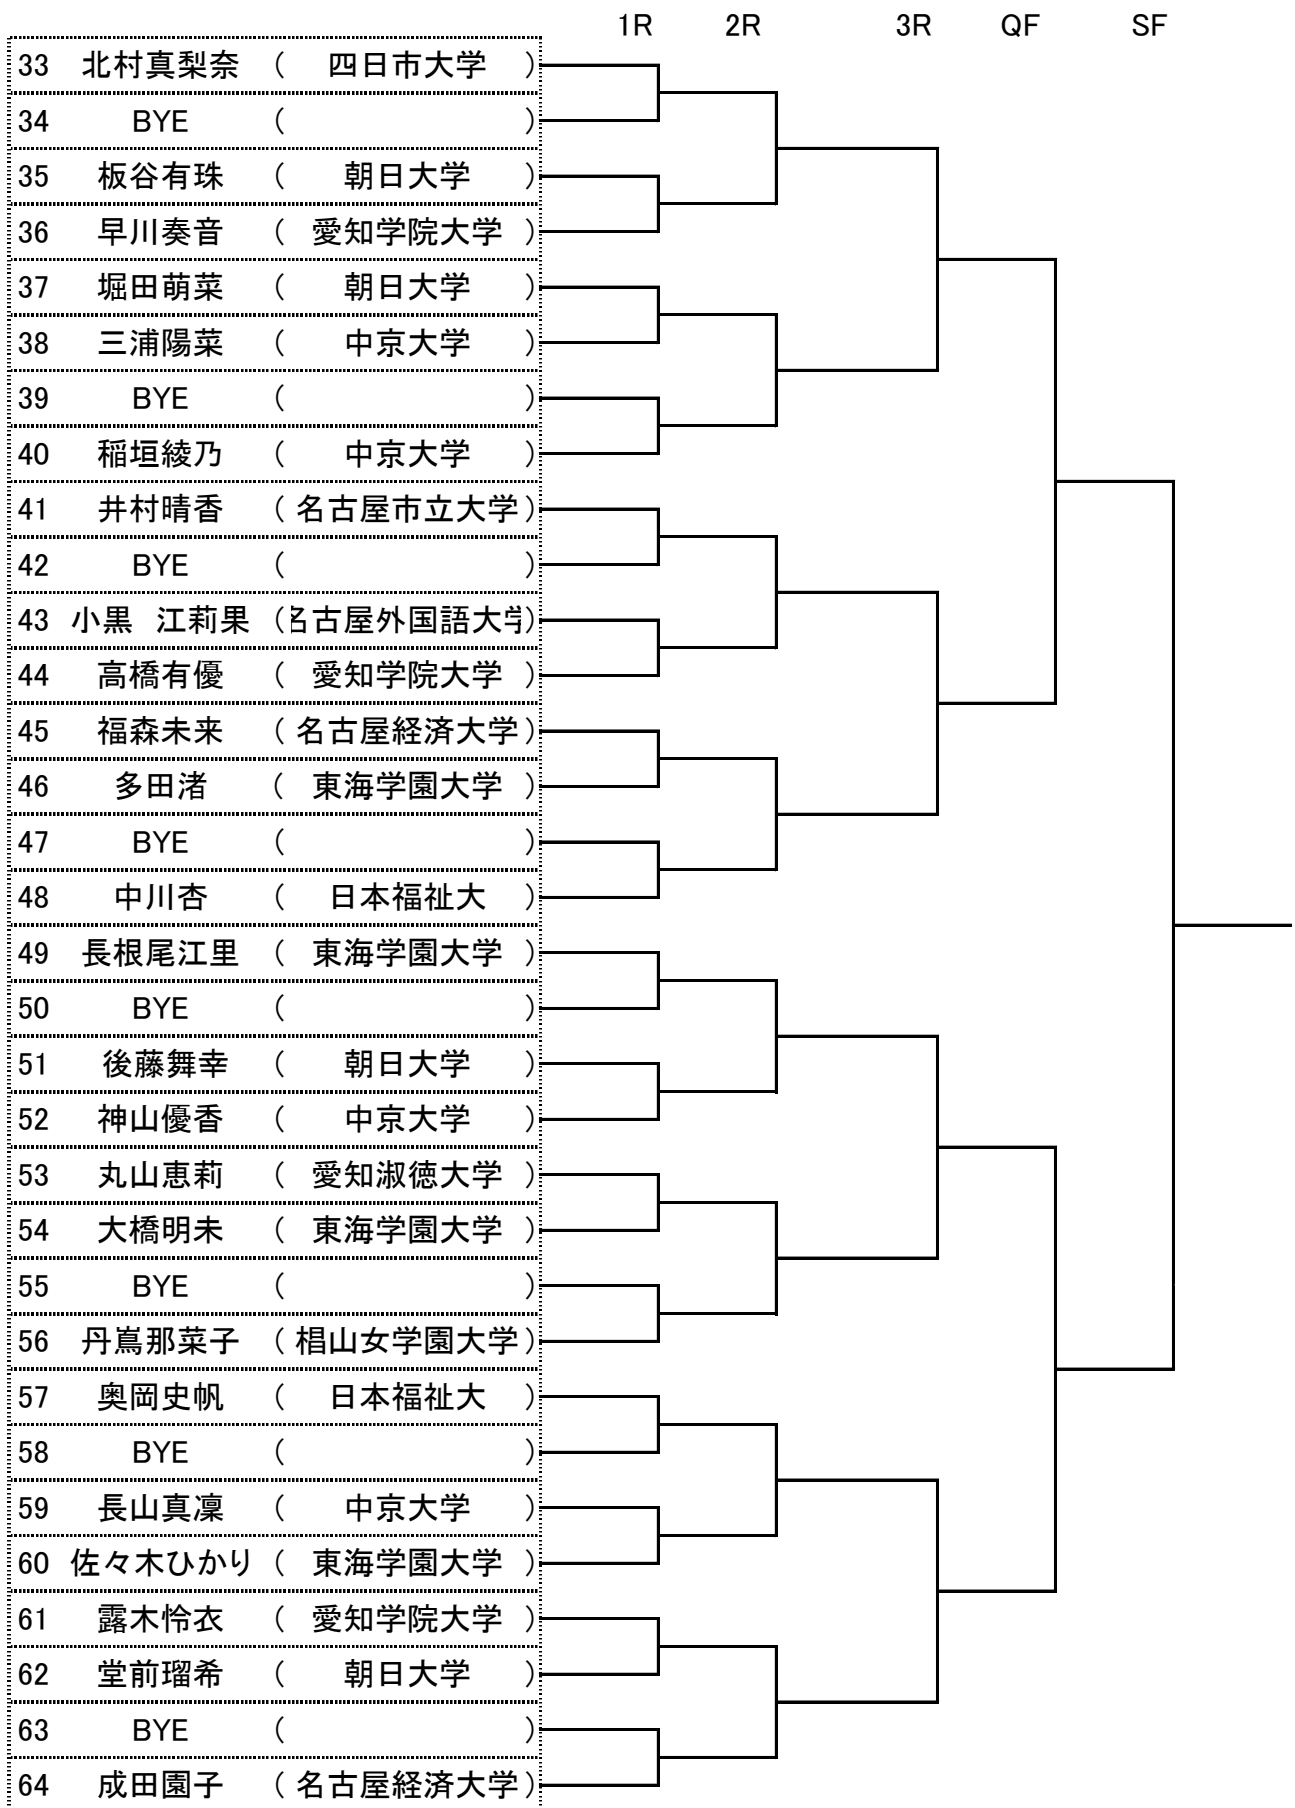 1R 2R 3R QF SF
33 北村真梨奈 ( 四日市大学 )
34 BYE ( )
35 板谷有珠 ( 朝日大学 )
36 早川奏音 ( 愛知学院大学 )
37 堀田萌菜 ( 朝日大学 )
38 三浦陽菜 ( 中京大学 )
39 BYE ( )
40 稲垣綾乃 ( 中京大学 )
41 井村晴香 ( 名古屋市立大学 )
42 BYE ( )
43 小黒 江莉果 ( 名古屋外国語大学 )
44 高橋有優 ( 愛知学院大学 )
45 福森未来 ( 名古屋経済大学 )
46 多田渚 ( 東海学園大学 )
47 BYE ( )
48 中川杏 ( 日本福祉大 )
49 長根尾江里 ( 東海学園大学 )
50 BYE ( )
51 後藤舞幸 ( 朝日大学 )
52 神山優香 ( 中京大学 )
53 丸山恵莉 ( 愛知淑徳大学 )
54 大橋明未 ( 東海学園大学 )
55 BYE ( )
56 丹嶌那菜子 ( 椙山女学園大学 )
57 奥岡史帆 ( 日本福祉大 )
58 BYE ( )
59 長山真凜 ( 中京大学 )
60 佐々木ひかり ( 東海学園大学 )
61 露木怜衣 ( 愛知学院大学 )
62 堂前瑠希 ( 朝日大学 )
63 BYE ( )
64 成田園子 ( 名古屋経済大学 )